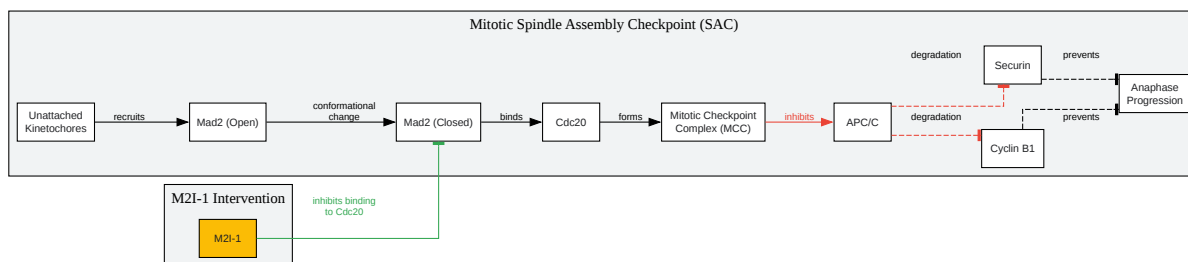 Mitotic Spindle Assembly Checkpoint (SAC)
degradation
Securin
prevents
Unattached
Kinetochores
recruits
Mad2 (Open)
conformational
change
Mad2 (Closed)
binds
Cdc20
forms
Mitotic Checkpoint
Complex (MCC)
inhibits
APC/C
degradation
Cyclin B1
prevents
Anaphase
Progression
M2I-1 Intervention
M2I-1
inhibits binding
to Cdc20